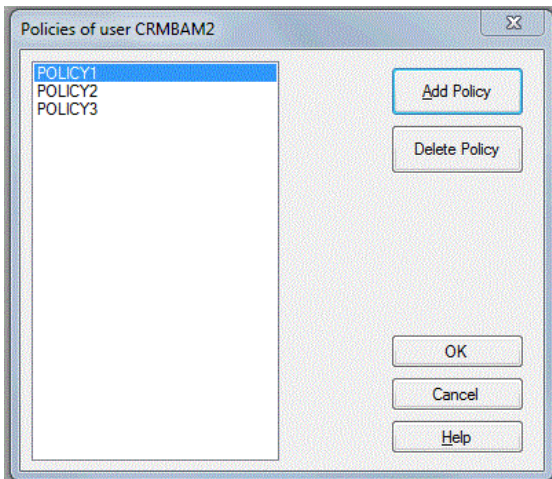 Policies of user CRMBAM2
POLICY1
POLICY2
POLICY3
Add Policy
Delete Policy
OK
Cancel
Help